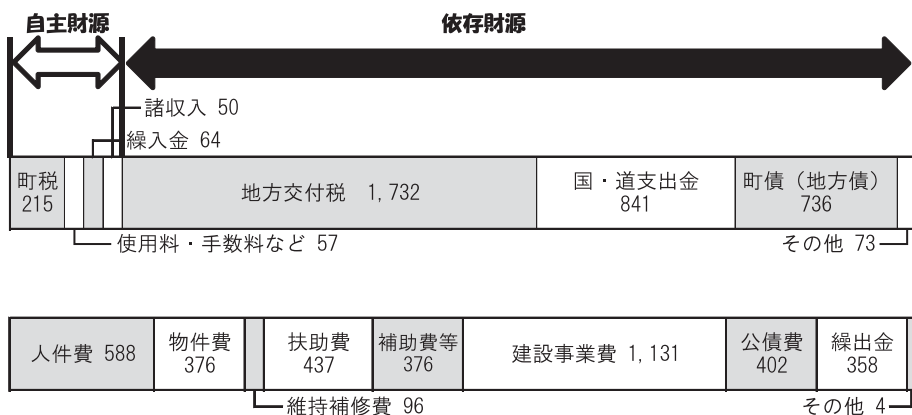 自主財源
依存財源
諸収入 50
繰入金 64
町税
215
地方交付税 1,732
国・道支出金
841
町債（地方債）
736
使用料・手数料など 57
その他 73
人件費 588
物件費
376
扶助費
437
補助費等
376
建設事業費 1,131
公債費
402
繰出金
358
維持補修費 96
その他 4